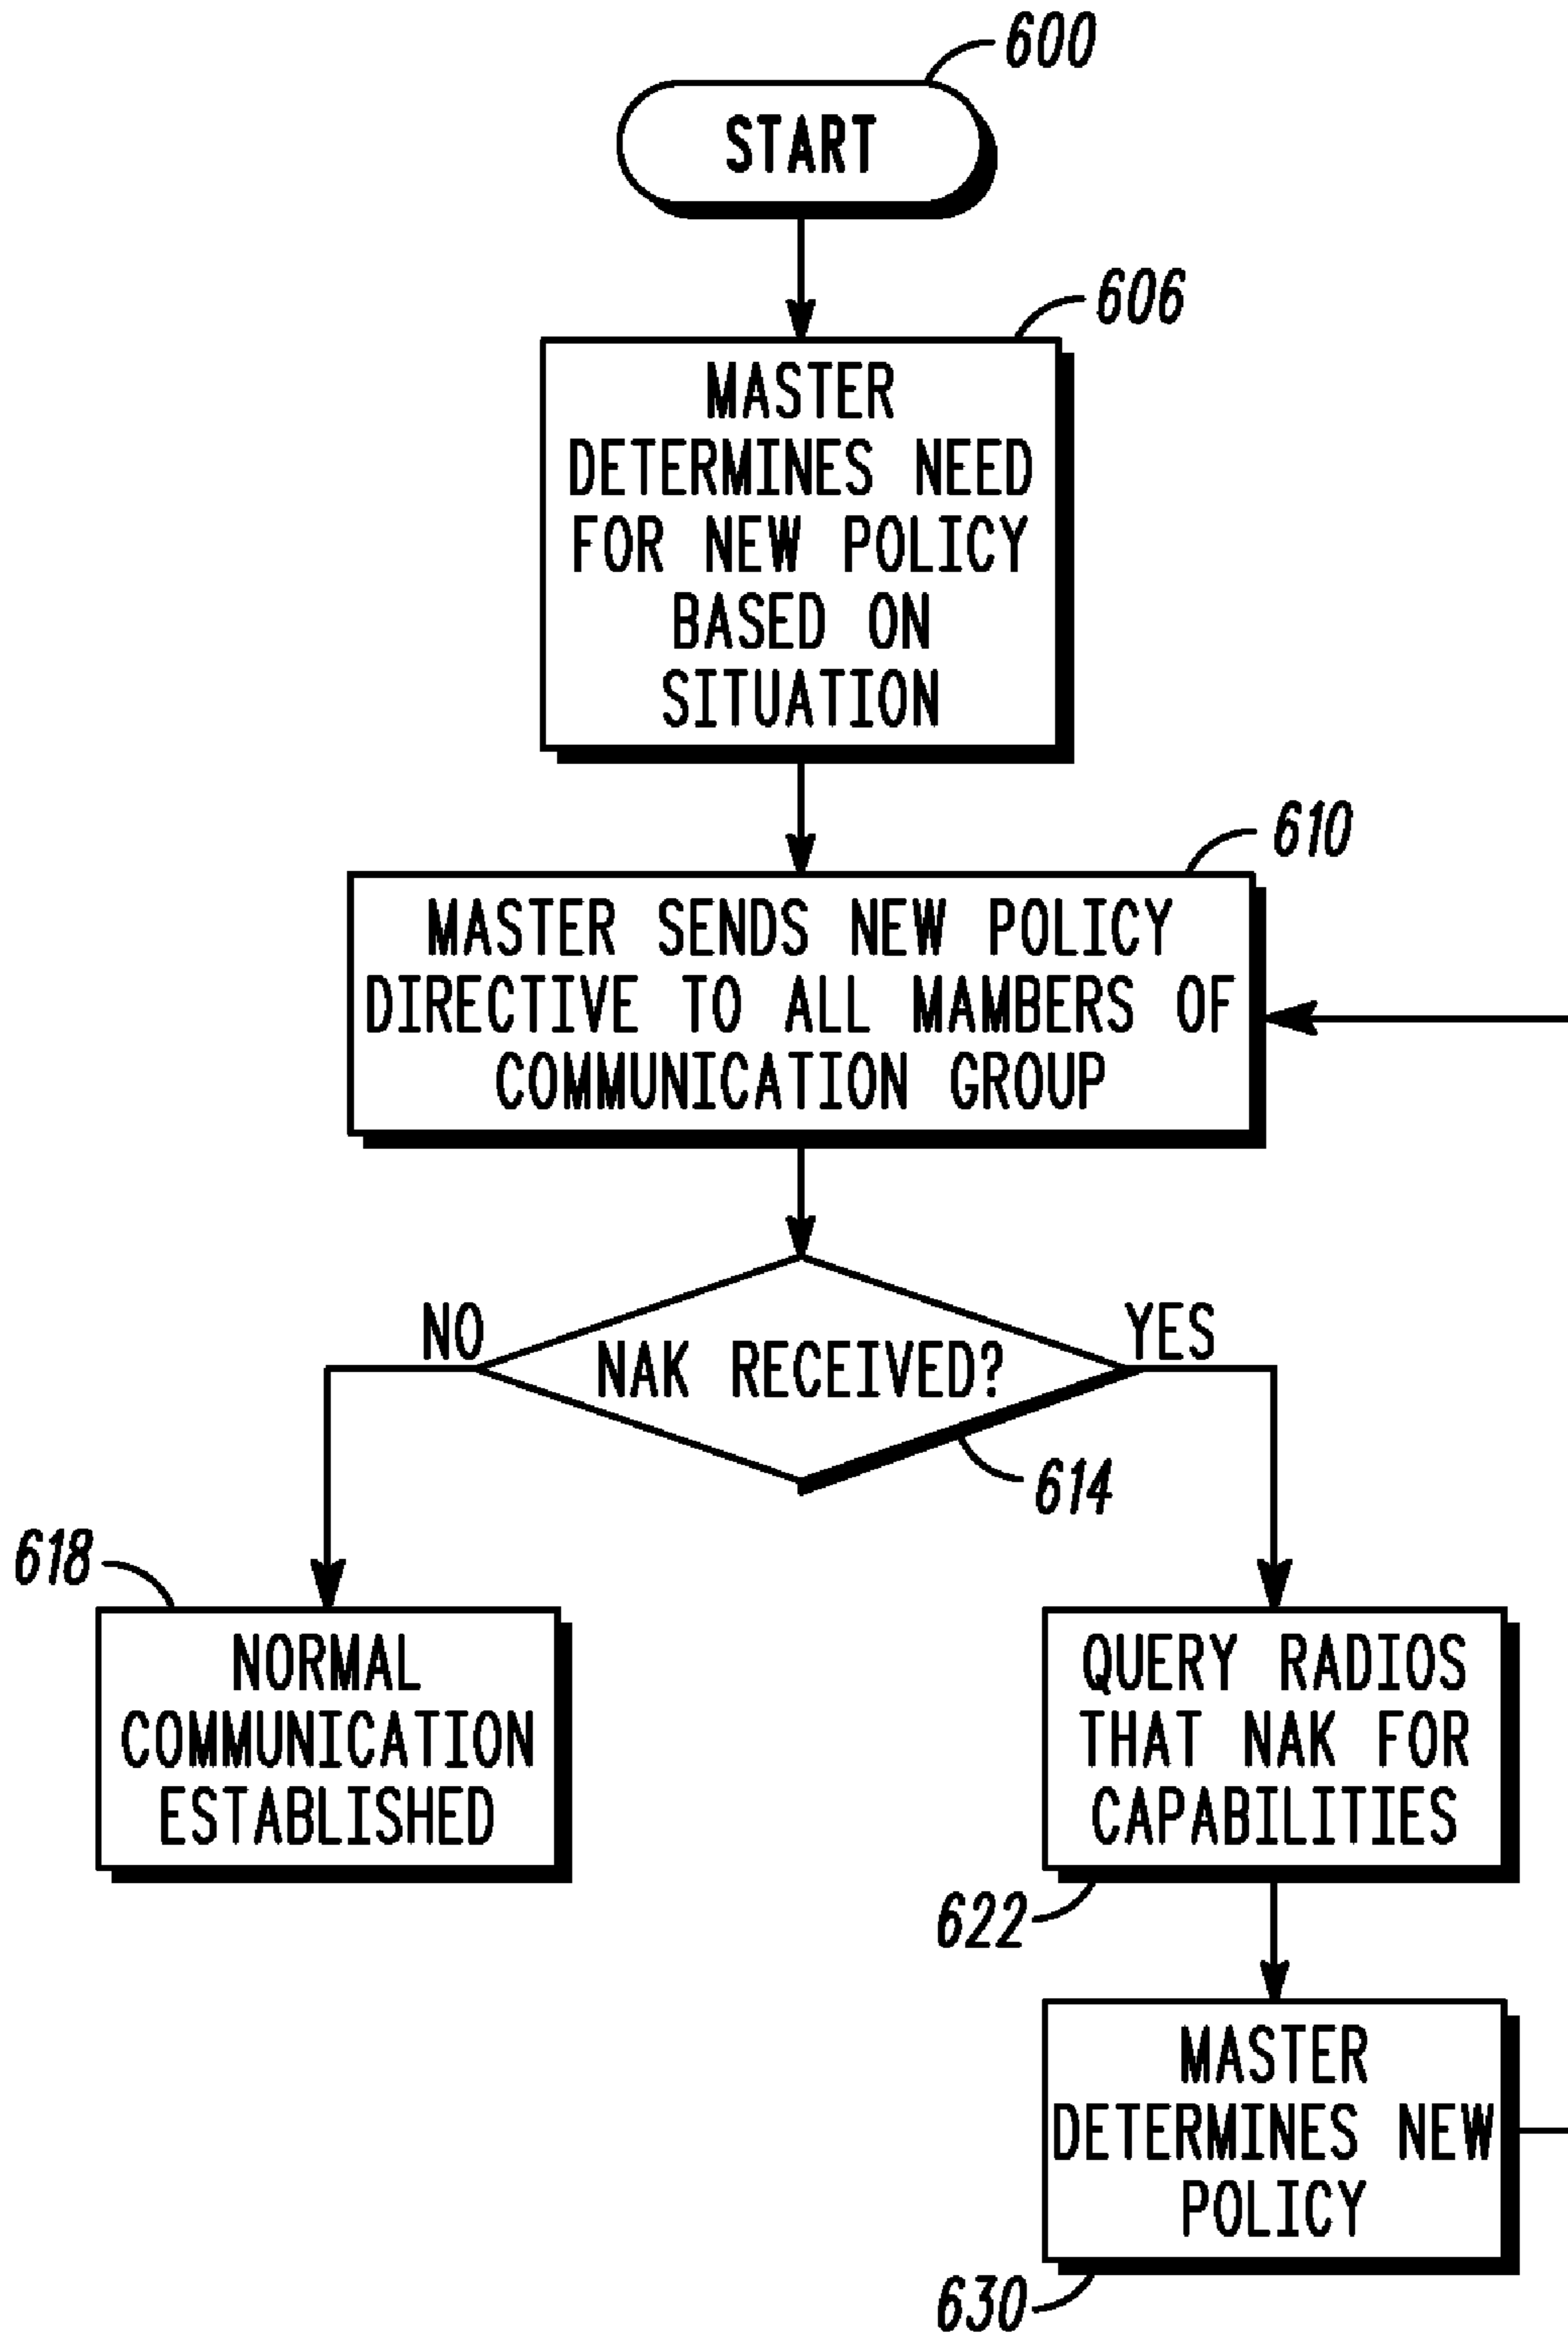 600
START
606
MASTER
DETERMINES NEED
FOR NEW POLICY
BASED ON
SITUATION
610
MASTER SENDS NEW POLICY
DIRECTIVE TO ALL MAMBERS OF
COMMUNICATION GROUP
NO
YES
NAK RECEIVED?
614
618
NORMAL
COMMUNICATION
ESTABLISHED
QUERY RADIOS
THAT NAK FOR
CAPABILITIES
622
MASTER
DETERMINES NEW
POLICY
630